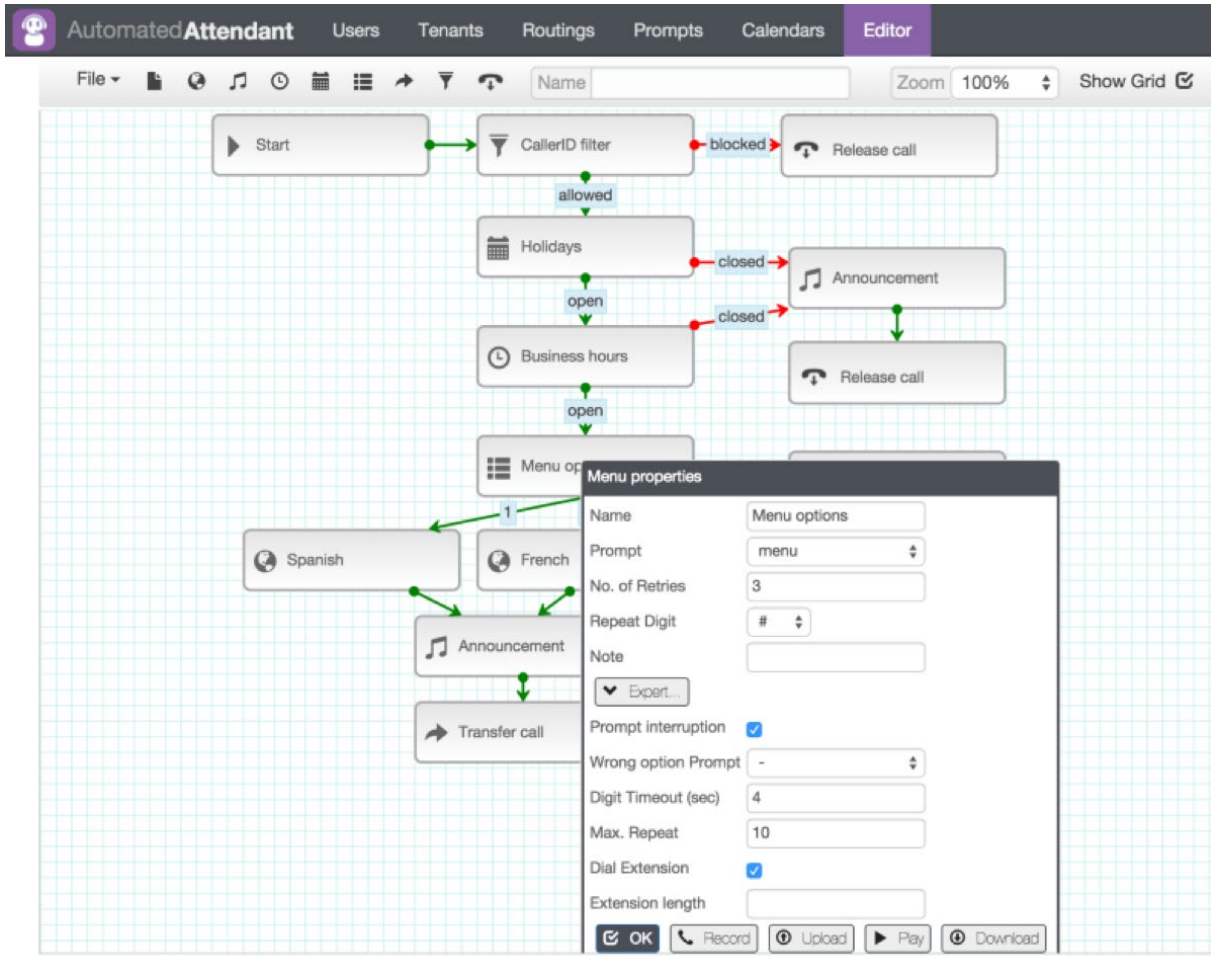 AutomatedAttendant Users Tenants Routings Prompts Calendars Editor
File Name Zoom 100% Show Grid
Start CallerID filter blocked Release call
allowed
Holidays
closed Announcement
open
closed
Business hours
Release call
open
Menu op
Menu properties
1
Name Menu options
Prompt menu
No. of Retries 3
Repeat Digit #
Note
Expert...
Prompt interruption
Wrong option Prompt -
Digit Timeout (sec) 4
Max. Repeat 10
Dial Extension
Extension length
OK Record Upload Play Download
Spanish French
Announcement
Transfer call